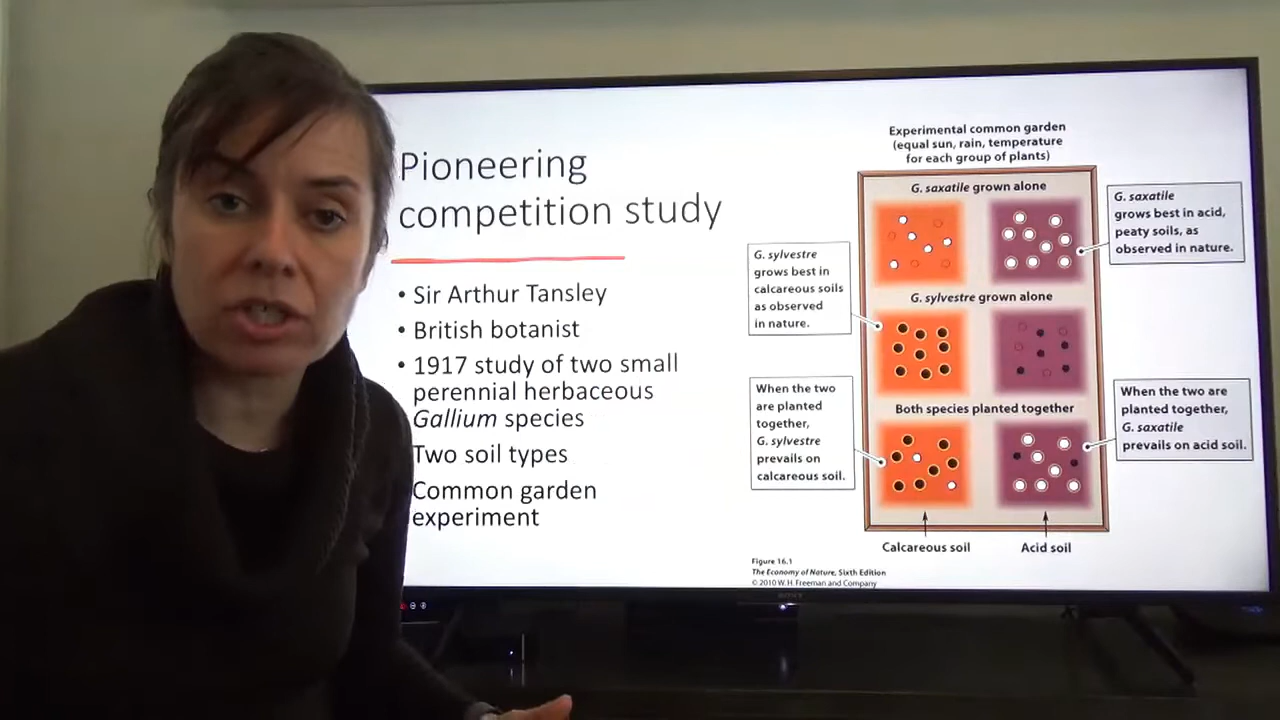 Pioneering
competition study
• Sir Arthur Tansley
• British botanist
• 1917 study of two small
perennial herbaceous
Gallium species
Two soil types
Common garden
experiment
Experimental common garden
(equal sun, rain, temperature
for each group of plants)
G. saxatile grown alone
G. saxatile
grows best in acid,
peaty soils, as
observed in nature.
G. sylvestre
grows best in
calcareous soils
as observed
in nature.
G. sylvestre grown alone
Both species planted together
When the two
are planted
together,
G. sylvestre
prevails on
calcareous soil.
When the two are
planted together,
G. saxatile
prevails on acid soil.
Calcareous soil
Acid soil
Figure 16.1
The Economy of Nature, Sixth Edition
© 2010 W. H. Freeman and Company
SONY